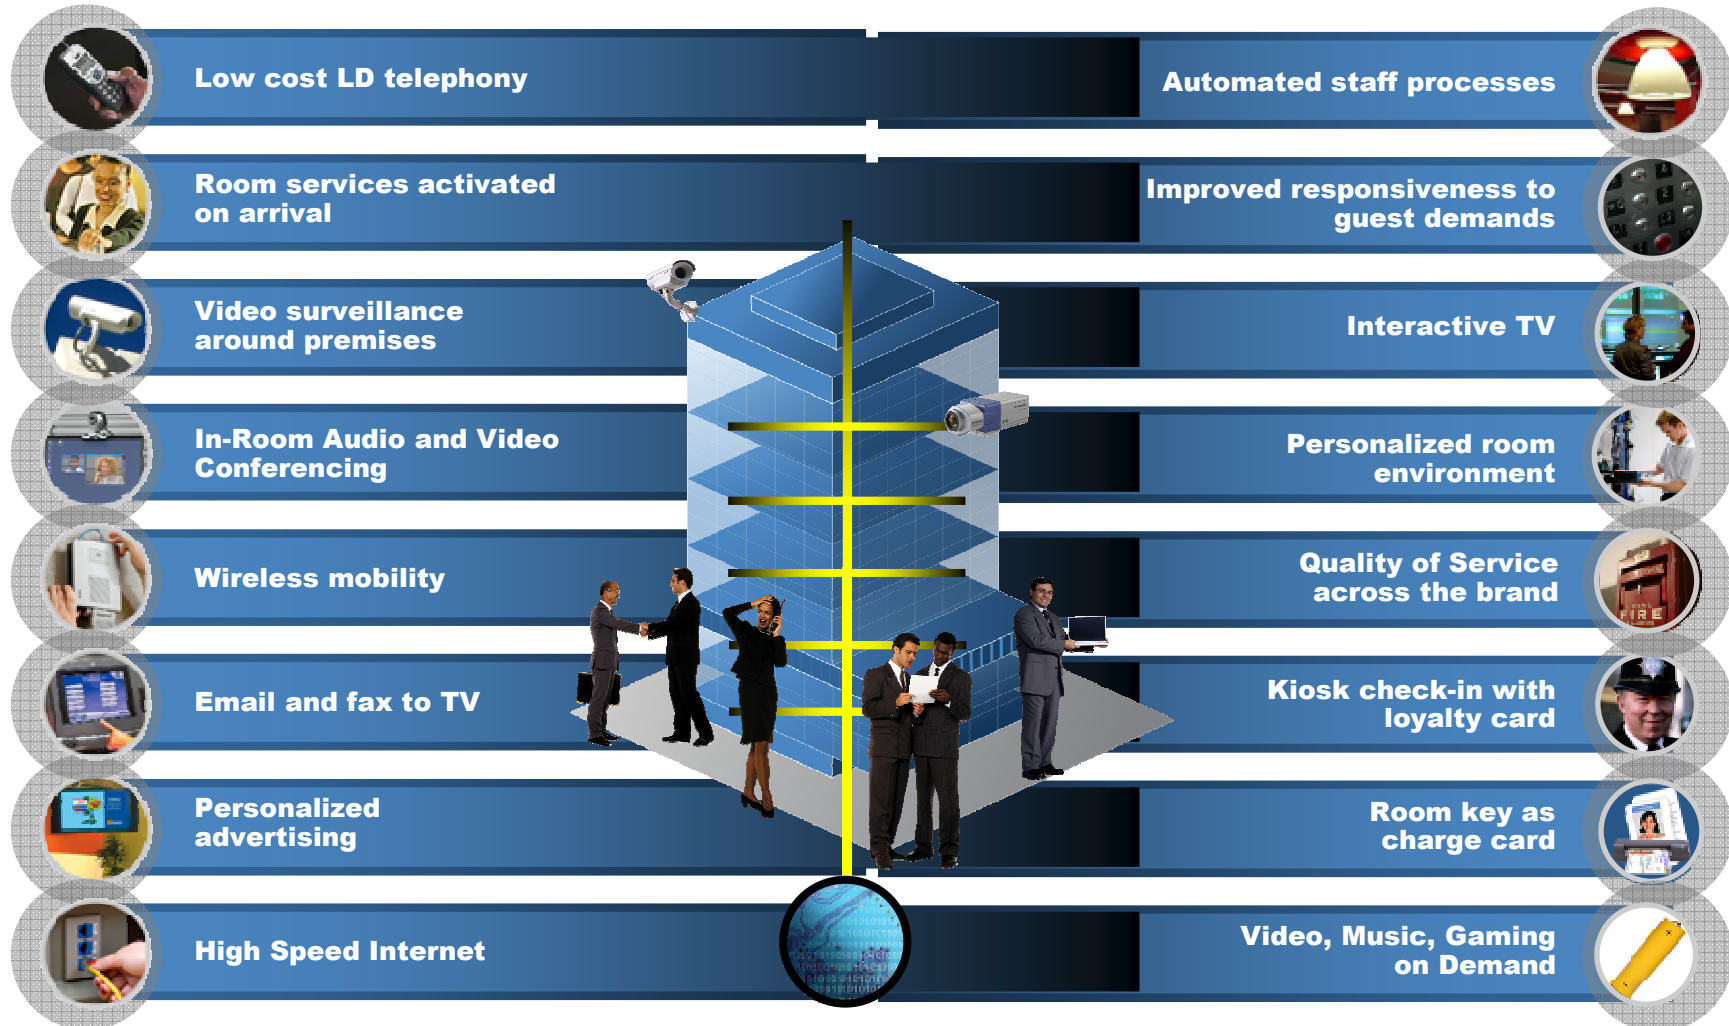 Low cost LD telephony
Room services activated
on arrival
Video surveillance
around premises
In-Room Audio and Video
Conferencing
Wireless mobility
Email and fax to TV
Personalized
advertising
High Speed Internet
Automated staff processes
Improved responsiveness to
guest demands
Interactive TV
Personalized room
environment
Quality of Service
across the brand
FIRE
Kiosk check-in with
loyalty card
Room key as
charge card
Video, Music, Gaming
on Demand